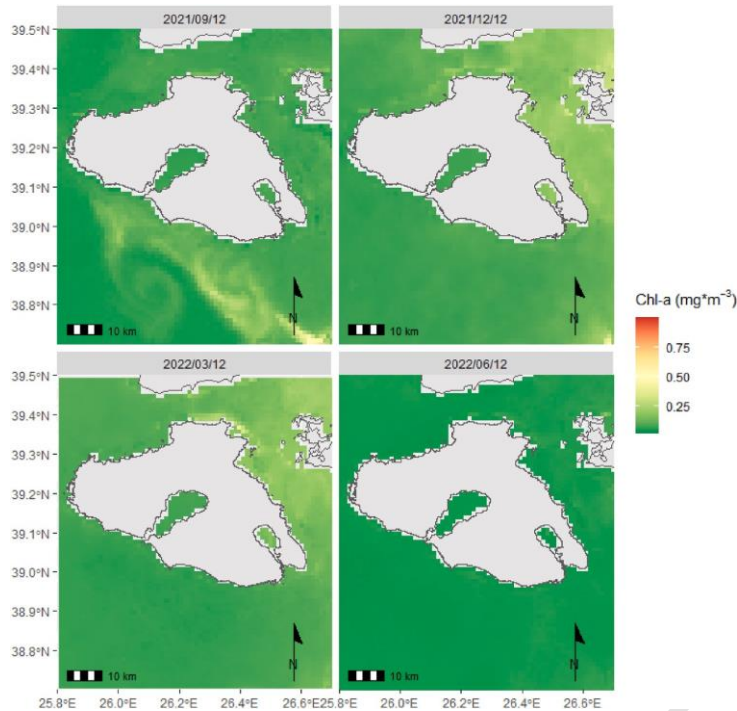 2021/09/12
2021/12/12
39.5°N
39.4°N
39.3°N
39.2°N
39.1°N
39.0°N
38.9°N
38.8°N
N
10 km
N
10 km
Chl-a (mg*m⁻³)
0.75
0.50
0.25
2022/03/12
2022/06/12
39.5°N
39.4°N
39.3°N
39.2°N
39.1°N
39.0°N
38.9°N
38.8°N
N
10 km
N
10 km
25.8°E 26.0°E 26.2°E 26.4°E 26.6°E 25.8°E 26.0°E 26.2°E 26.4°E 26.6°E